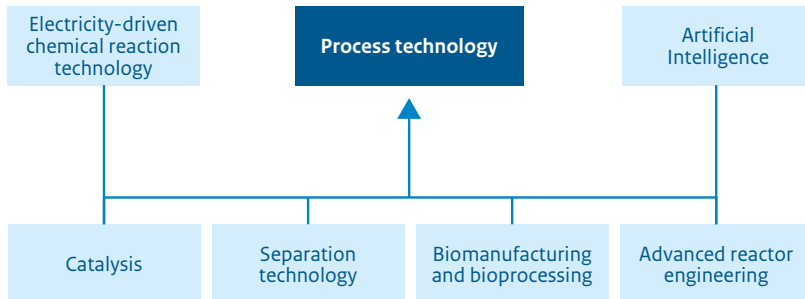 Electricity-driven
chemical reaction
technology
Process technology
Artificial
Intelligence
Catalysis
Separation
technology
Biomanufacturing
and bioprocessing
Advanced reactor
engineering